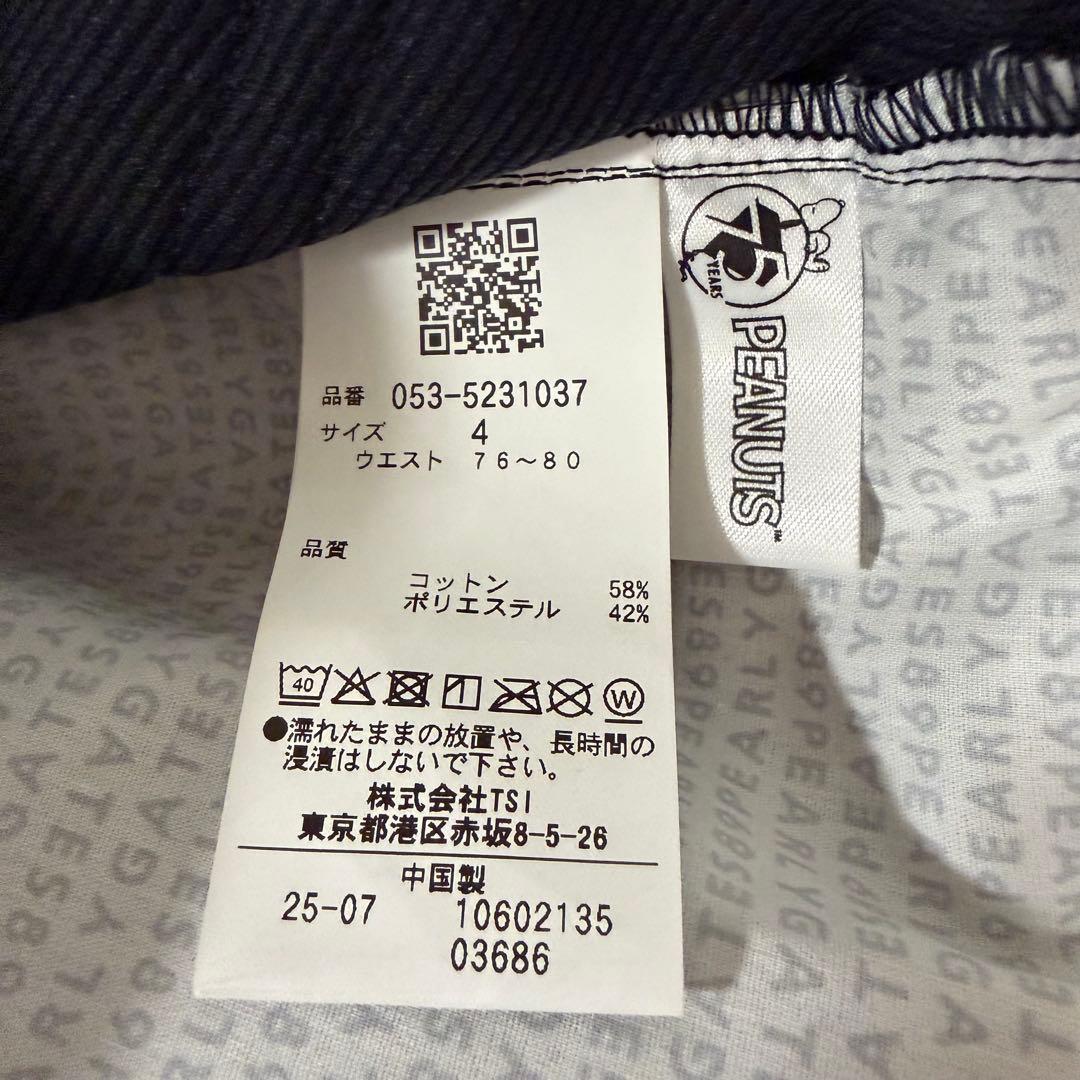 品番 053-5231037
サイズ 4
ウエスト 76～80
品質
コットン 58%
ポリエステル 42%
40
W
●濡れたままの放置や、長時間の
浸漬はしないで下さい。
株式会社TSI
東京都港区赤坂8-5-26
中国製
25-07 10602135
03686
75
YEARS
PEANUTS™
PEARLYGATES89